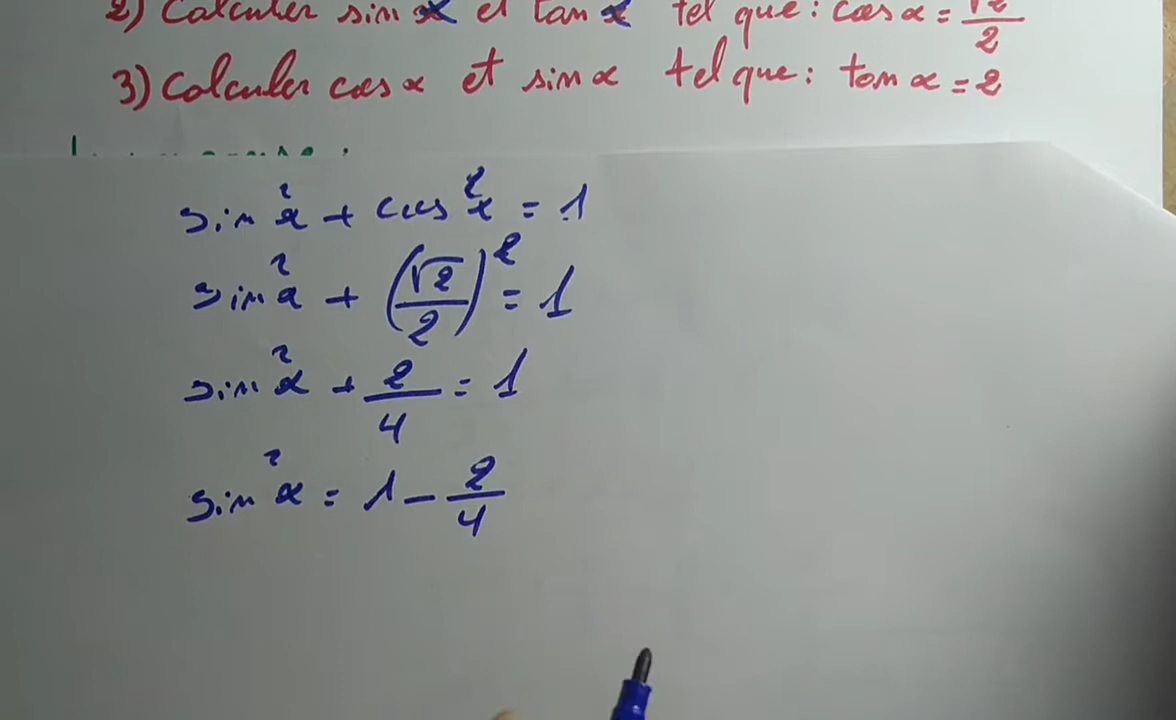 2) Calculer sin α et tan α tel que : cos α = √2/2
3) Calculer cos α et sin α tel que : tan α = 2
sin²α + cos²α = 1
sin²α + (√2/2)² = 1
sin²α + 2/4 = 1
sin²α = 1 - 2/4